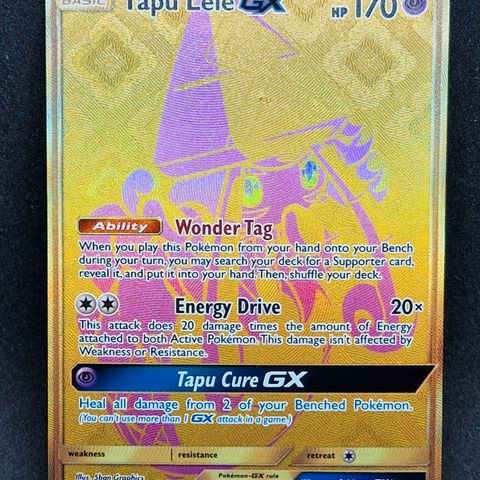 BASIC Tapu Lele GX HP 170
Ability Wonder Tag
When you play this Pokémon from your hand onto your Bench
during your turn, you may search your deck for a Supporter card,
reveal it, and put it into your hand. Then, shuffle your deck.
Energy Drive 20×
This attack does 20 damage times the amount of Energy
attached to both Active Pokémon. This damage isn't affected by
Weakness or Resistance.
Tapu Cure GX
Heal all damage from 2 of your Benched Pokémon.
(You can't use more than 1 GX attack in a game.)
weakness resistance retreat
Illus. 5ban Graphics Pokémon-GX rule